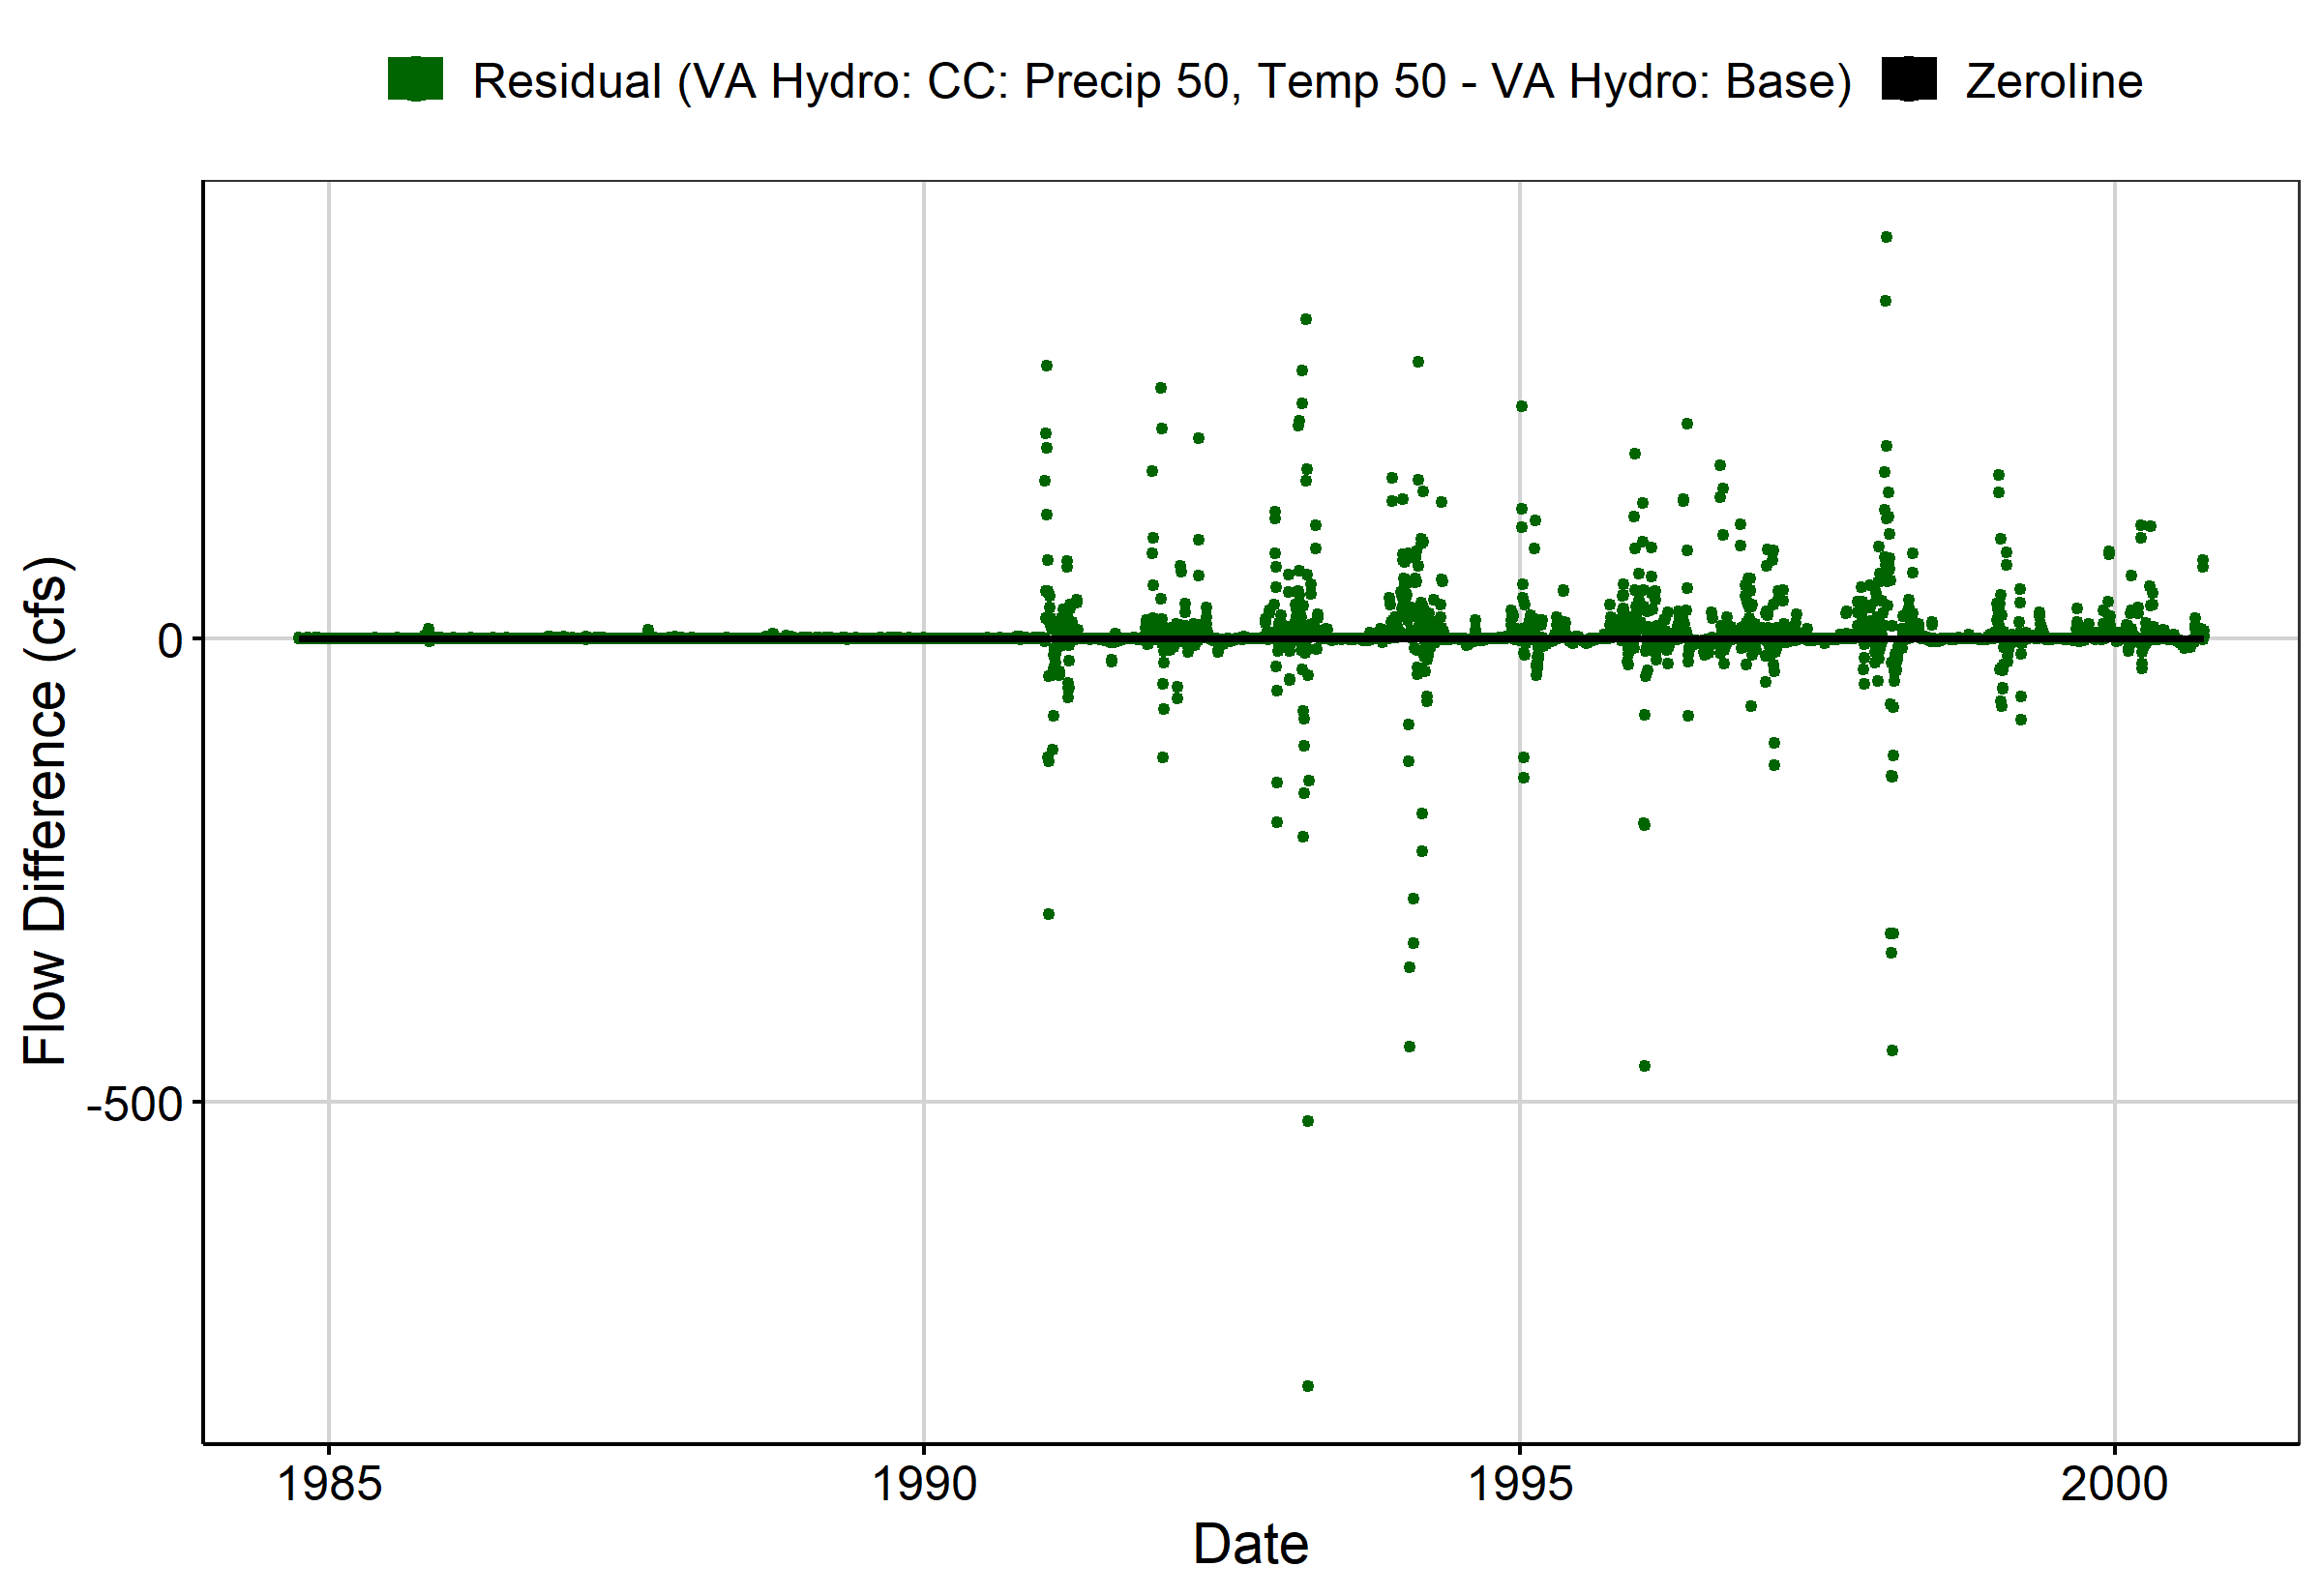 Residual (VA Hydro: CC: Precip 50, Temp 50 - VA Hydro: Base) Zeroline
Flow Difference (cfs)
0
-500
1985 1990 1995 2000
Date